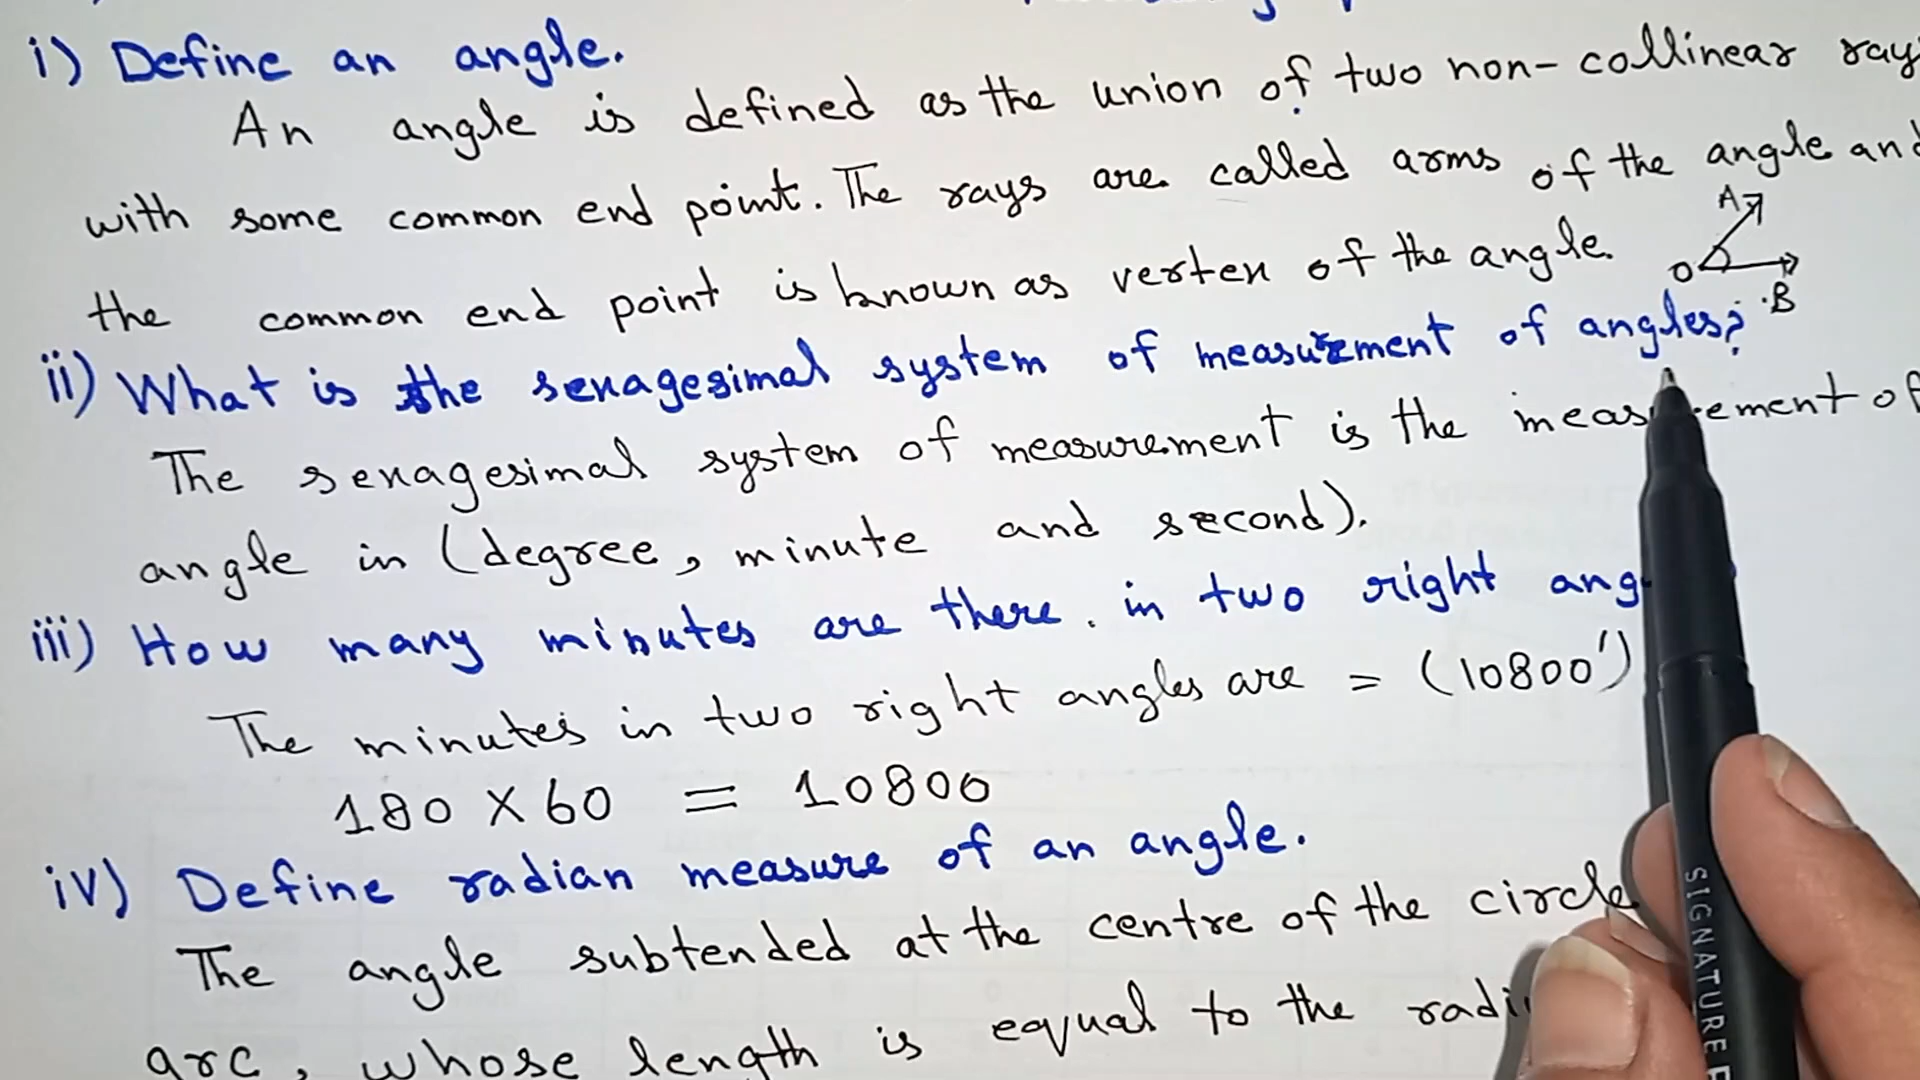 i) Define an angle.
An angle is defined as the union of two non-collinear ray
with some common end point. The rays are called arms of the angle and
the common end point is known as vertex of the angle.
A
O
B
ii) What is the sexagesimal system of measurement of angles?
The sexagesimal system of measurement is the measurement of
angle in (degree, minute and second).
iii) How many minutes are there in two right ang
The minutes in two right angles are = (10800')
180 X 60 = 10800
iv) Define radian measure of an angle.
The angle subtended at the centre of the circle
arc, whose length is equal to the radi
SIGNATURE